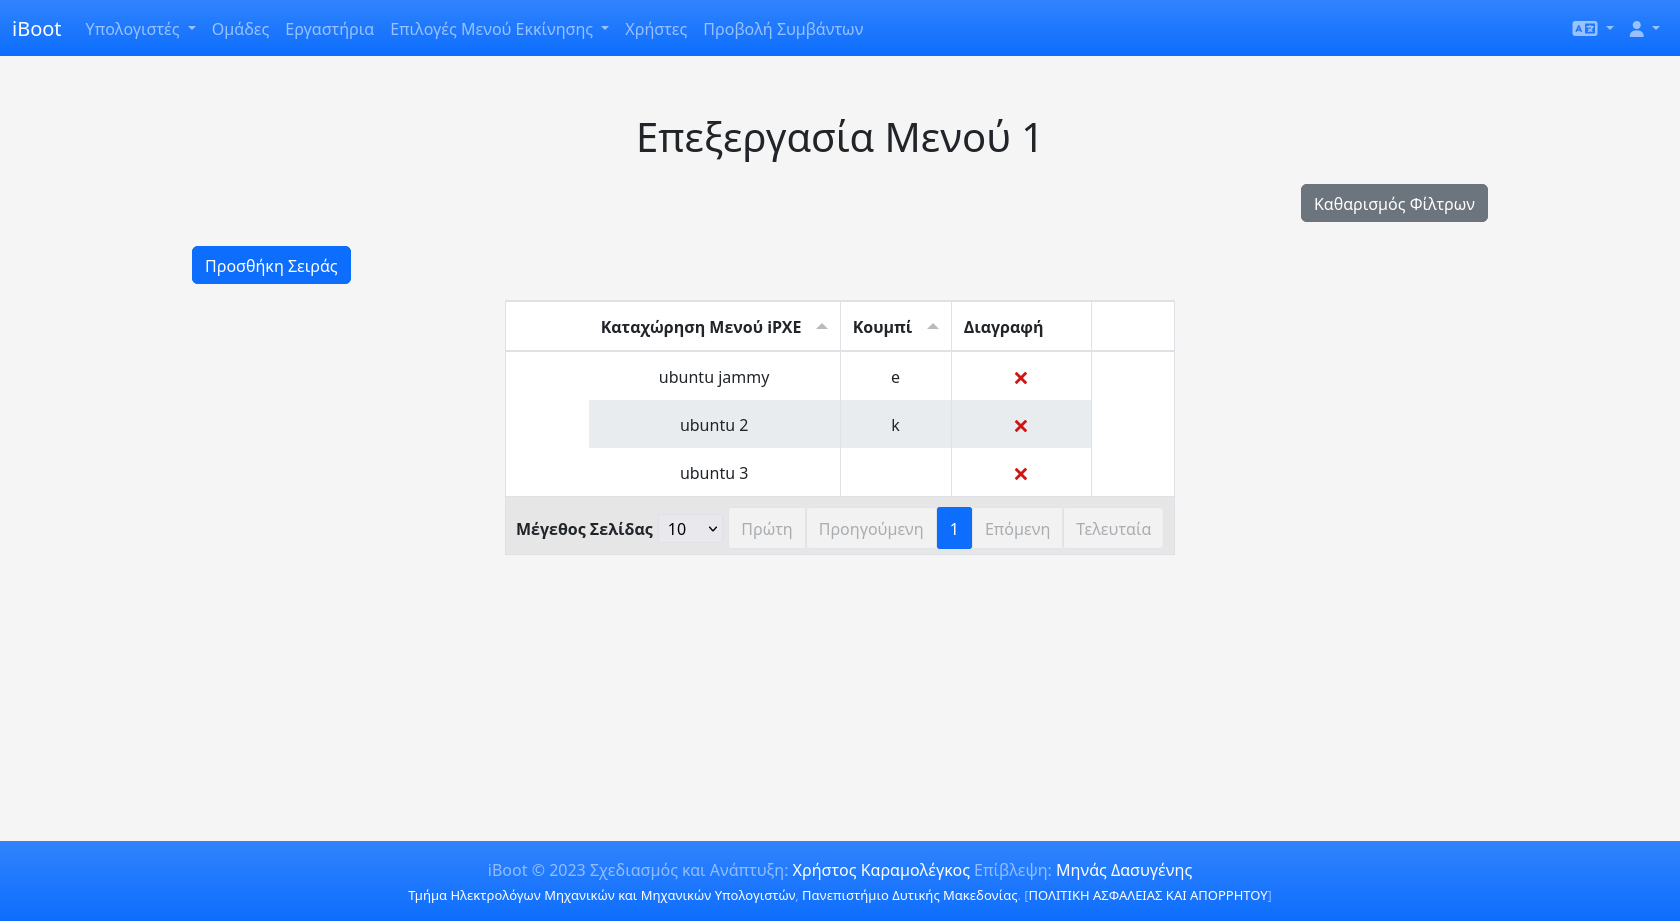 iBoot Υπολογιστές Ομάδες Εργαστήρια Επιλογές Μενού Εκκίνησης Χρήστες Προβολή Συμβάντων
Επεξεργασία Μενού 1
Καθαρισμός Φίλτρων
Προσθήκη Σειράς
Καταχώρηση Μενού iPXE Κουμπί Διαγραφή
ubuntu jammy e
ubuntu 2 k
ubuntu 3
Μέγεθος Σελίδας 10 Πρώτη Προηγούμενη 1 Επόμενη Τελευταία
iBoot © 2023 Σχεδιασμός και Ανάπτυξη: Χρήστος Καραμολέγκος Επίβλεψη: Μηνάς Δασυγένης
Τμήμα Ηλεκτρολόγων Μηχανικών και Μηχανικών Υπολογιστών, Πανεπιστήμιο Δυτικής Μακεδονίας. [ΠΟΛΙΤΙΚΗ ΑΣΦΑΛΕΙΑΣ ΚΑΙ ΑΠΟΡΡΗΤΟΥ]